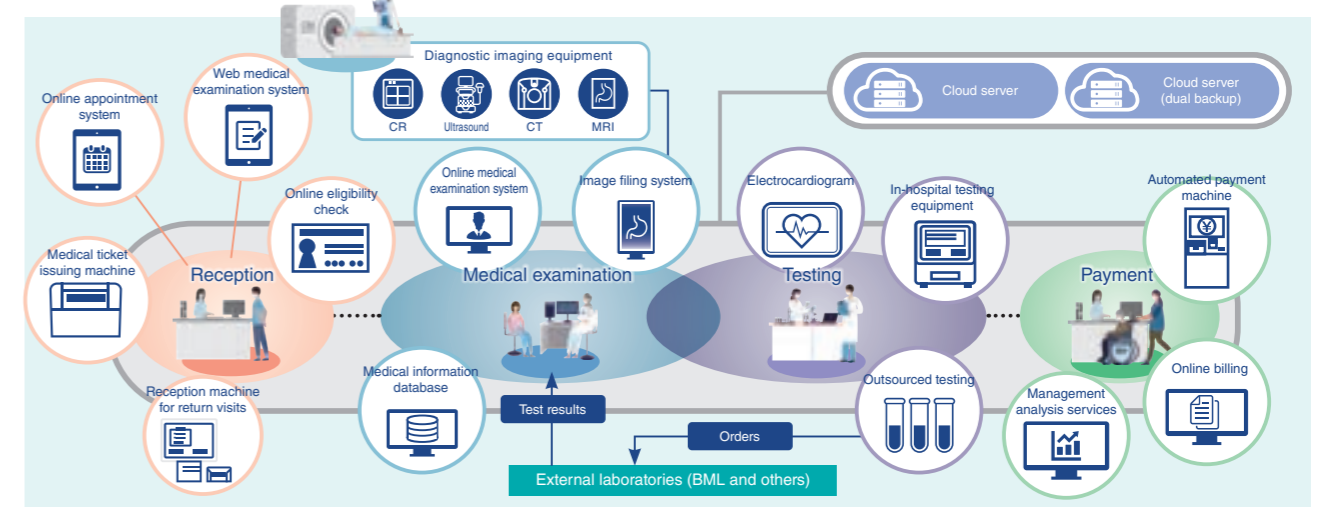 Diagnostic imaging equipment
CR
Ultrasound
CT
MRI
Cloud server
Cloud server
(dual backup)
Online appointment
system
Web medical
examination system
Online eligibility
check
Medical ticket
issuing machine
Reception
Reception machine
for return visits
Online medical
examination system
Image filing system
Medical examination
Medical information
database
Electrocardiogram
In-hospital testing
equipment
Testing
Outsourced testing
Automated payment
machine
¥
Payment
Online billing
Management
analysis services
Test results
Orders
External laboratories (BML and others)